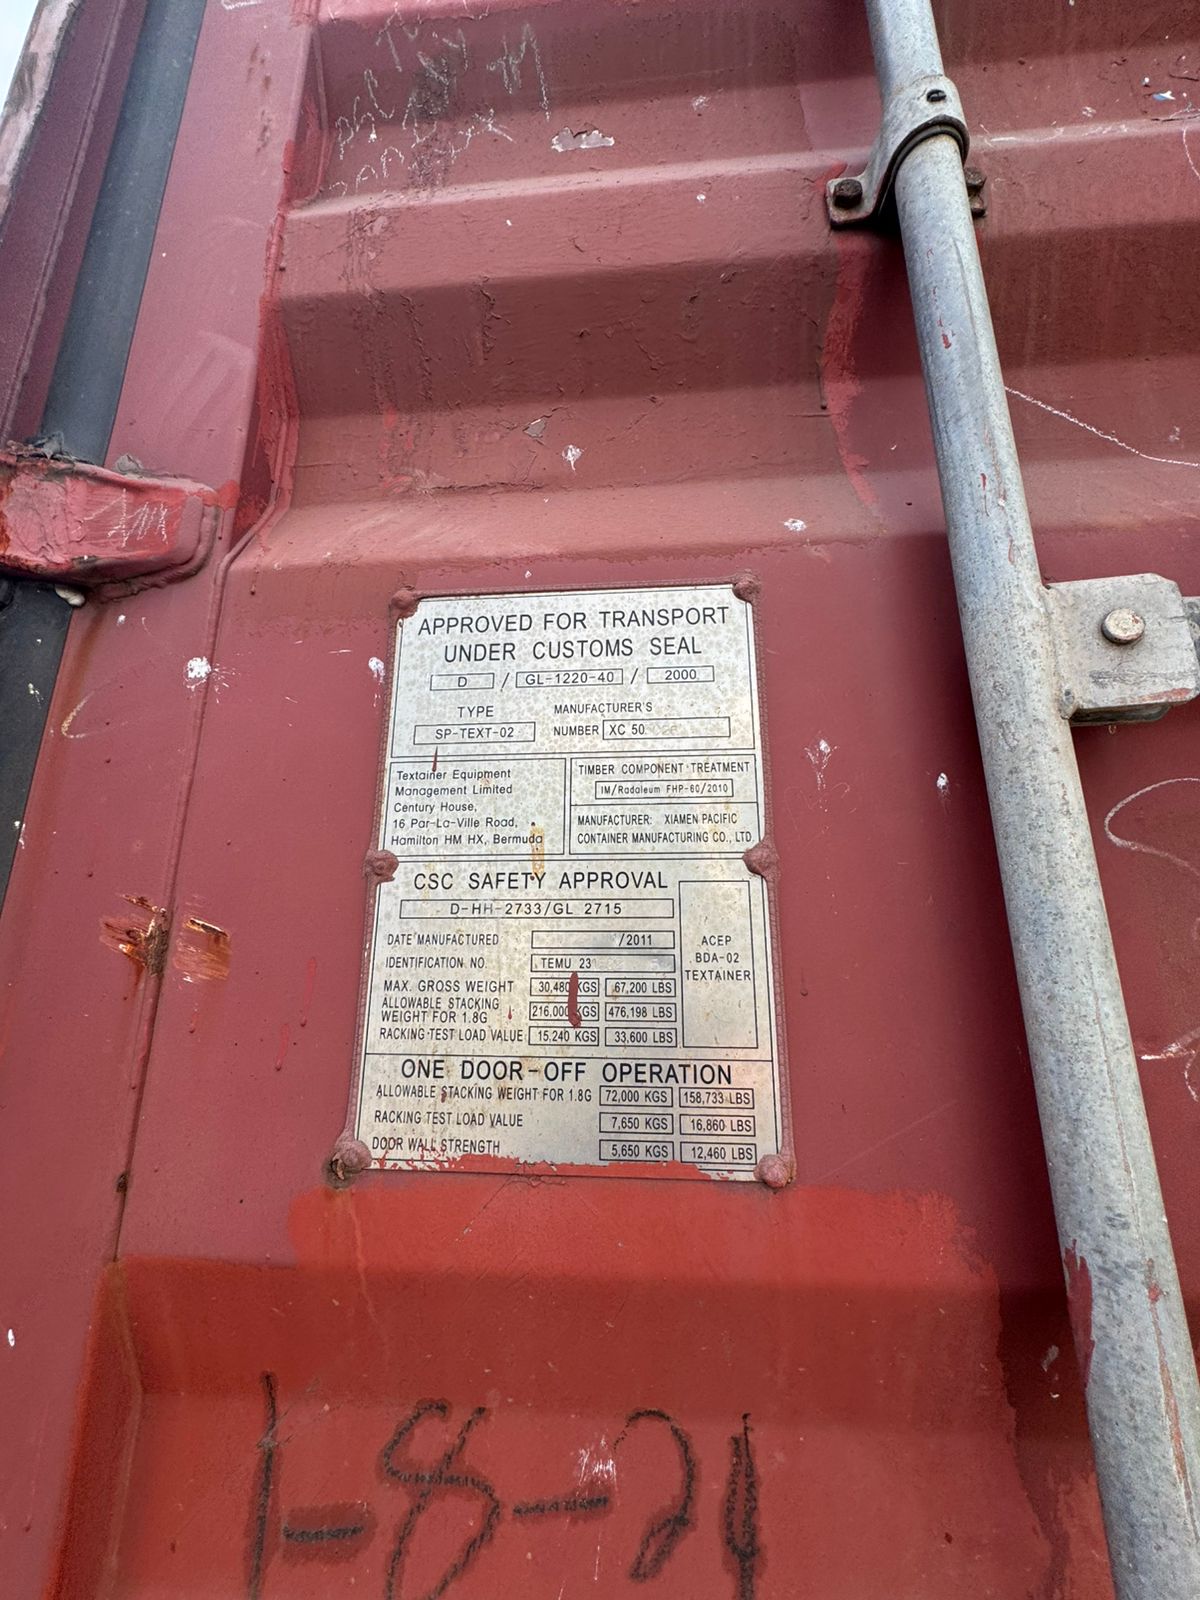 APPROVED FOR TRANSPORT
UNDER CUSTOMS SEAL
D / GL-1220-40 / 2000
TYPE
SP-TEXT-02
MANUFACTURER'S
NUMBER XC 50
Textainer Equipment
Management Limited
Century House,
16 Par-La-Ville Road,
Hamilton HM HX, Bermuda
TIMBER COMPONENT TREATMENT
IM/Radaleum FHP-60/2010
MANUFACTURER: XIAMEN PACIFIC
CONTAINER MANUFACTURING CO., LTD
CSC SAFETY APPROVAL
D-HH-2733/GL 2715
DATE MANUFACTURED /2011
IDENTIFICATION NO. TEMU 23
MAX. GROSS WEIGHT 30,480 KGS 67,200 LBS
ALLOWABLE STACKING
WEIGHT FOR 1.8G 216,000 KGS 476,198 LBS
RACKING TEST LOAD VALUE 15,240 KGS 33,600 LBS
ACEP
BDA-02
TEXTAINER
ONE DOOR-OFF OPERATION
ALLOWABLE STACKING WEIGHT FOR 1.8G 72,000 KGS 158,733 LBS
RACKING TEST LOAD VALUE 7,650 KGS 16,860 LBS
DOOR WALL STRENGTH 5,650 KGS 12,460 LBS